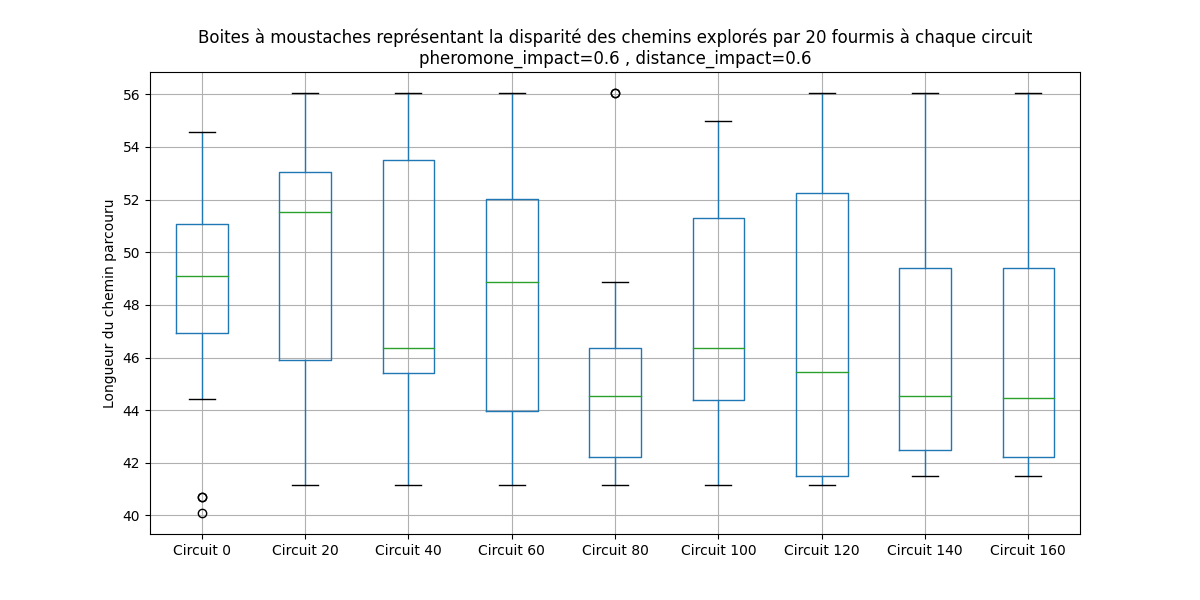 Boites à moustaches représentant la disparité des chemins explorés par 20 fourmis à chaque circuit
pheromone_impact=0.6 , distance_impact=0.6
Longueur du chemin parcouru
56
54
52
50
48
46
44
42
40
Circuit 0 Circuit 20 Circuit 40 Circuit 60 Circuit 80 Circuit 100 Circuit 120 Circuit 140 Circuit 160